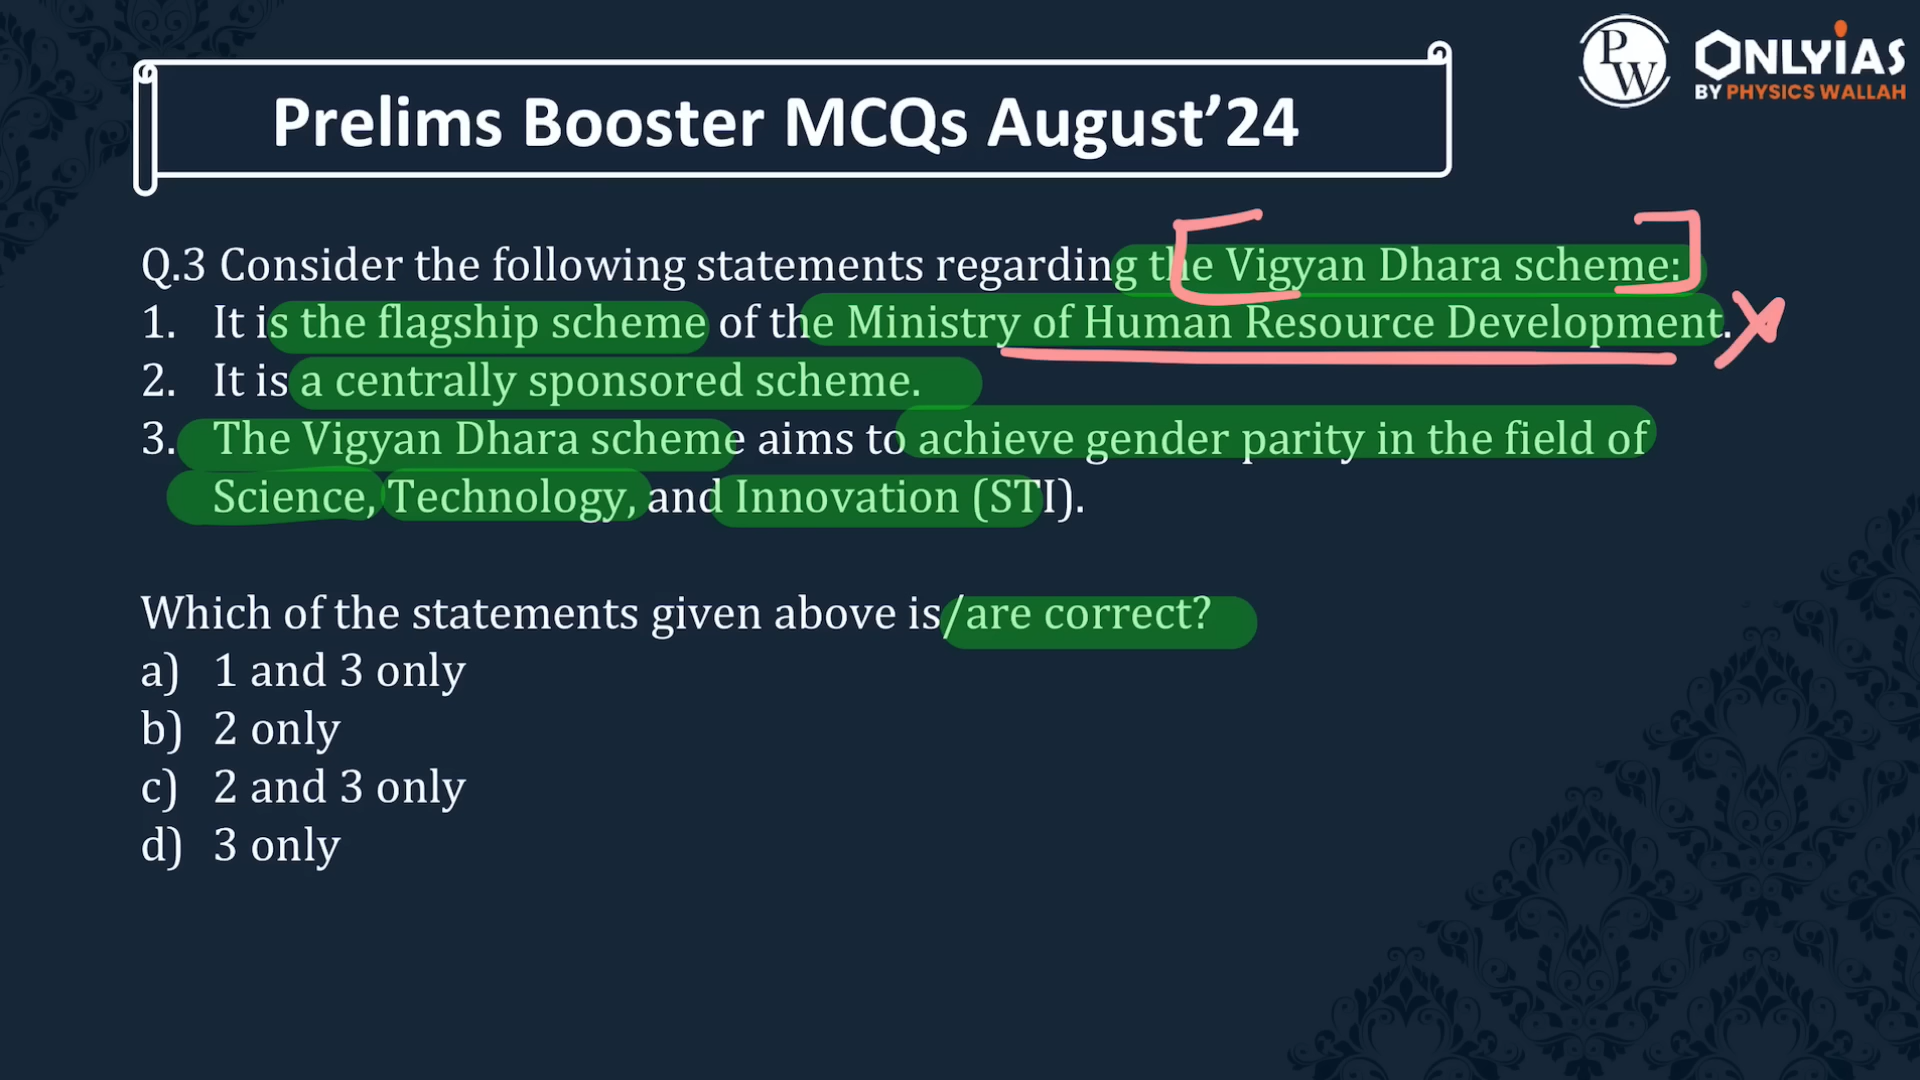 PW
ONLYIAS
BY PHYSICS WALLAH
Prelims Booster MCQs August’24
Q.3 Consider the following statements regarding the Vigyan Dhara scheme:
1. It is the flagship scheme of the Ministry of Human Resource Development.
2. It is a centrally sponsored scheme.
3. The Vigyan Dhara scheme aims to achieve gender parity in the field of
Science, Technology, and Innovation (STI).
Which of the statements given above is/are correct?
a) 1 and 3 only
b) 2 only
c) 2 and 3 only
d) 3 only